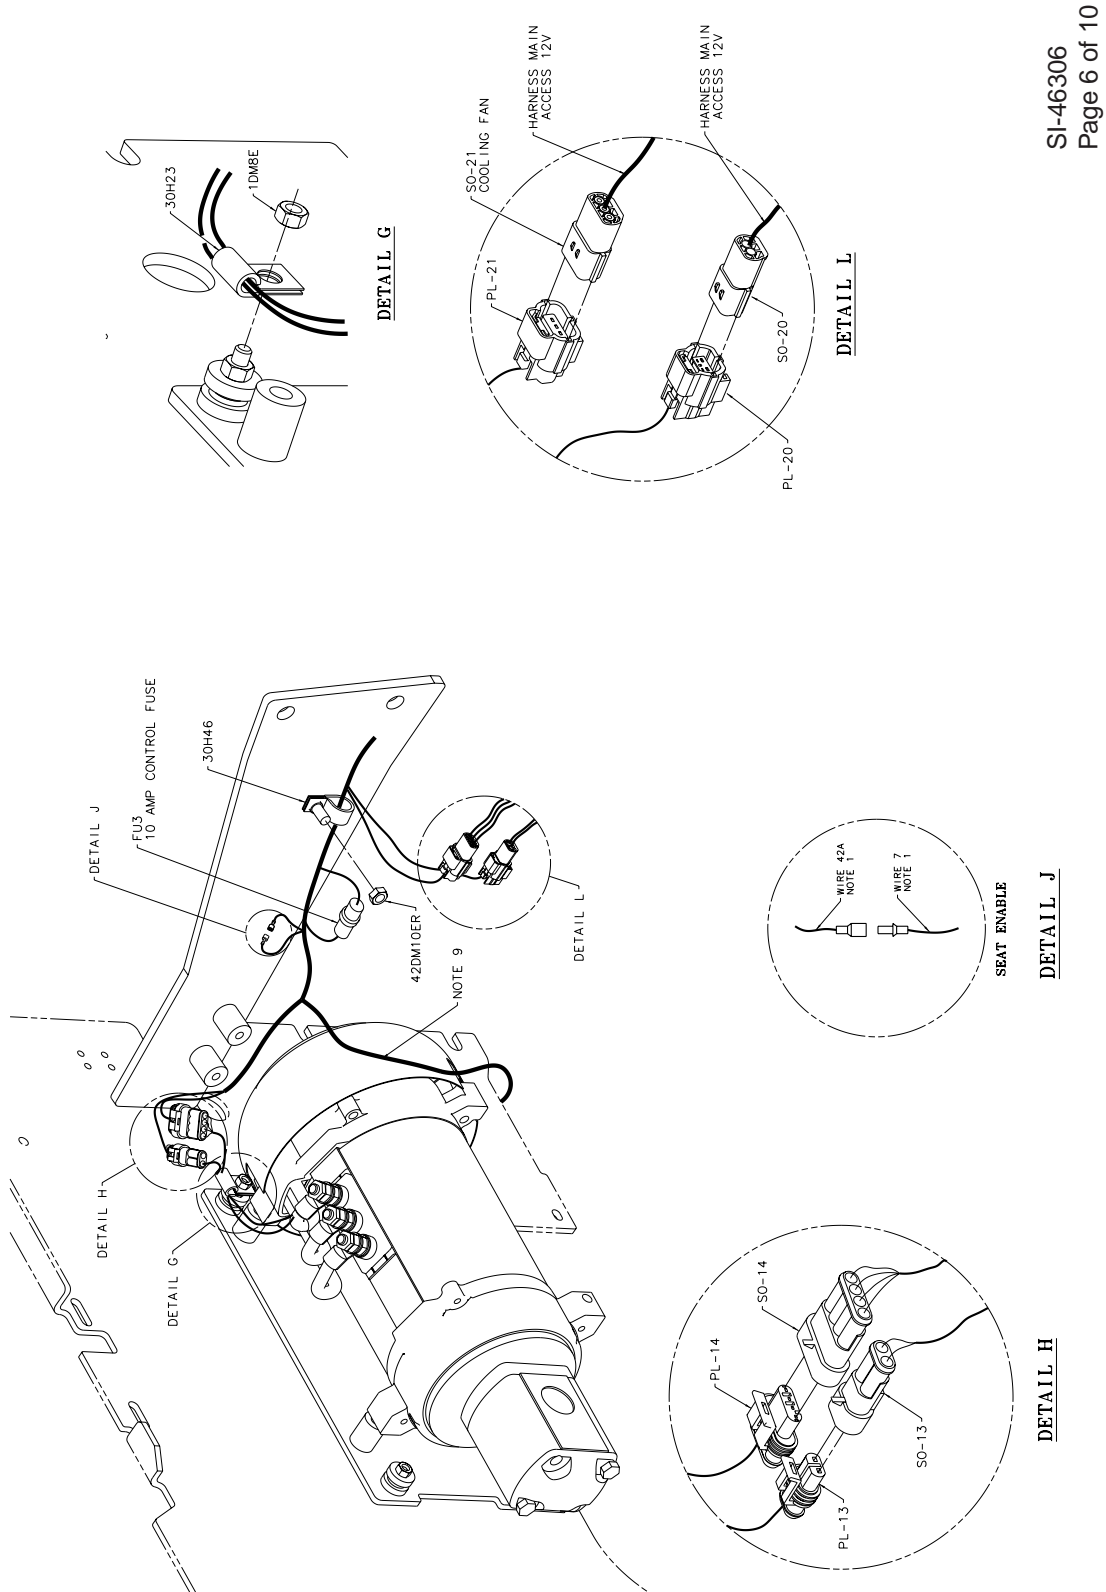 DETAIL J
FU3
10 AMP CONTROL FUSE
30H46
DETAIL H
DETAIL G
42DM10ER
NOTE 9
DETAIL L
30H23
1DM8E
DETAIL G
SO-21
COOLING FAN
HARNESS MAIN
ACCESS 12V
PL-21
HARNESS MAIN
ACCESS 12V
SO-20
PL-20
DETAIL L
PL-14
SO-14
SO-13
PL-13
DETAIL H
WIRE 42A
NOTE 1
WIRE 7
NOTE 1
SEAT ENABLE
DETAIL J
SI-46306
Page 6 of 10